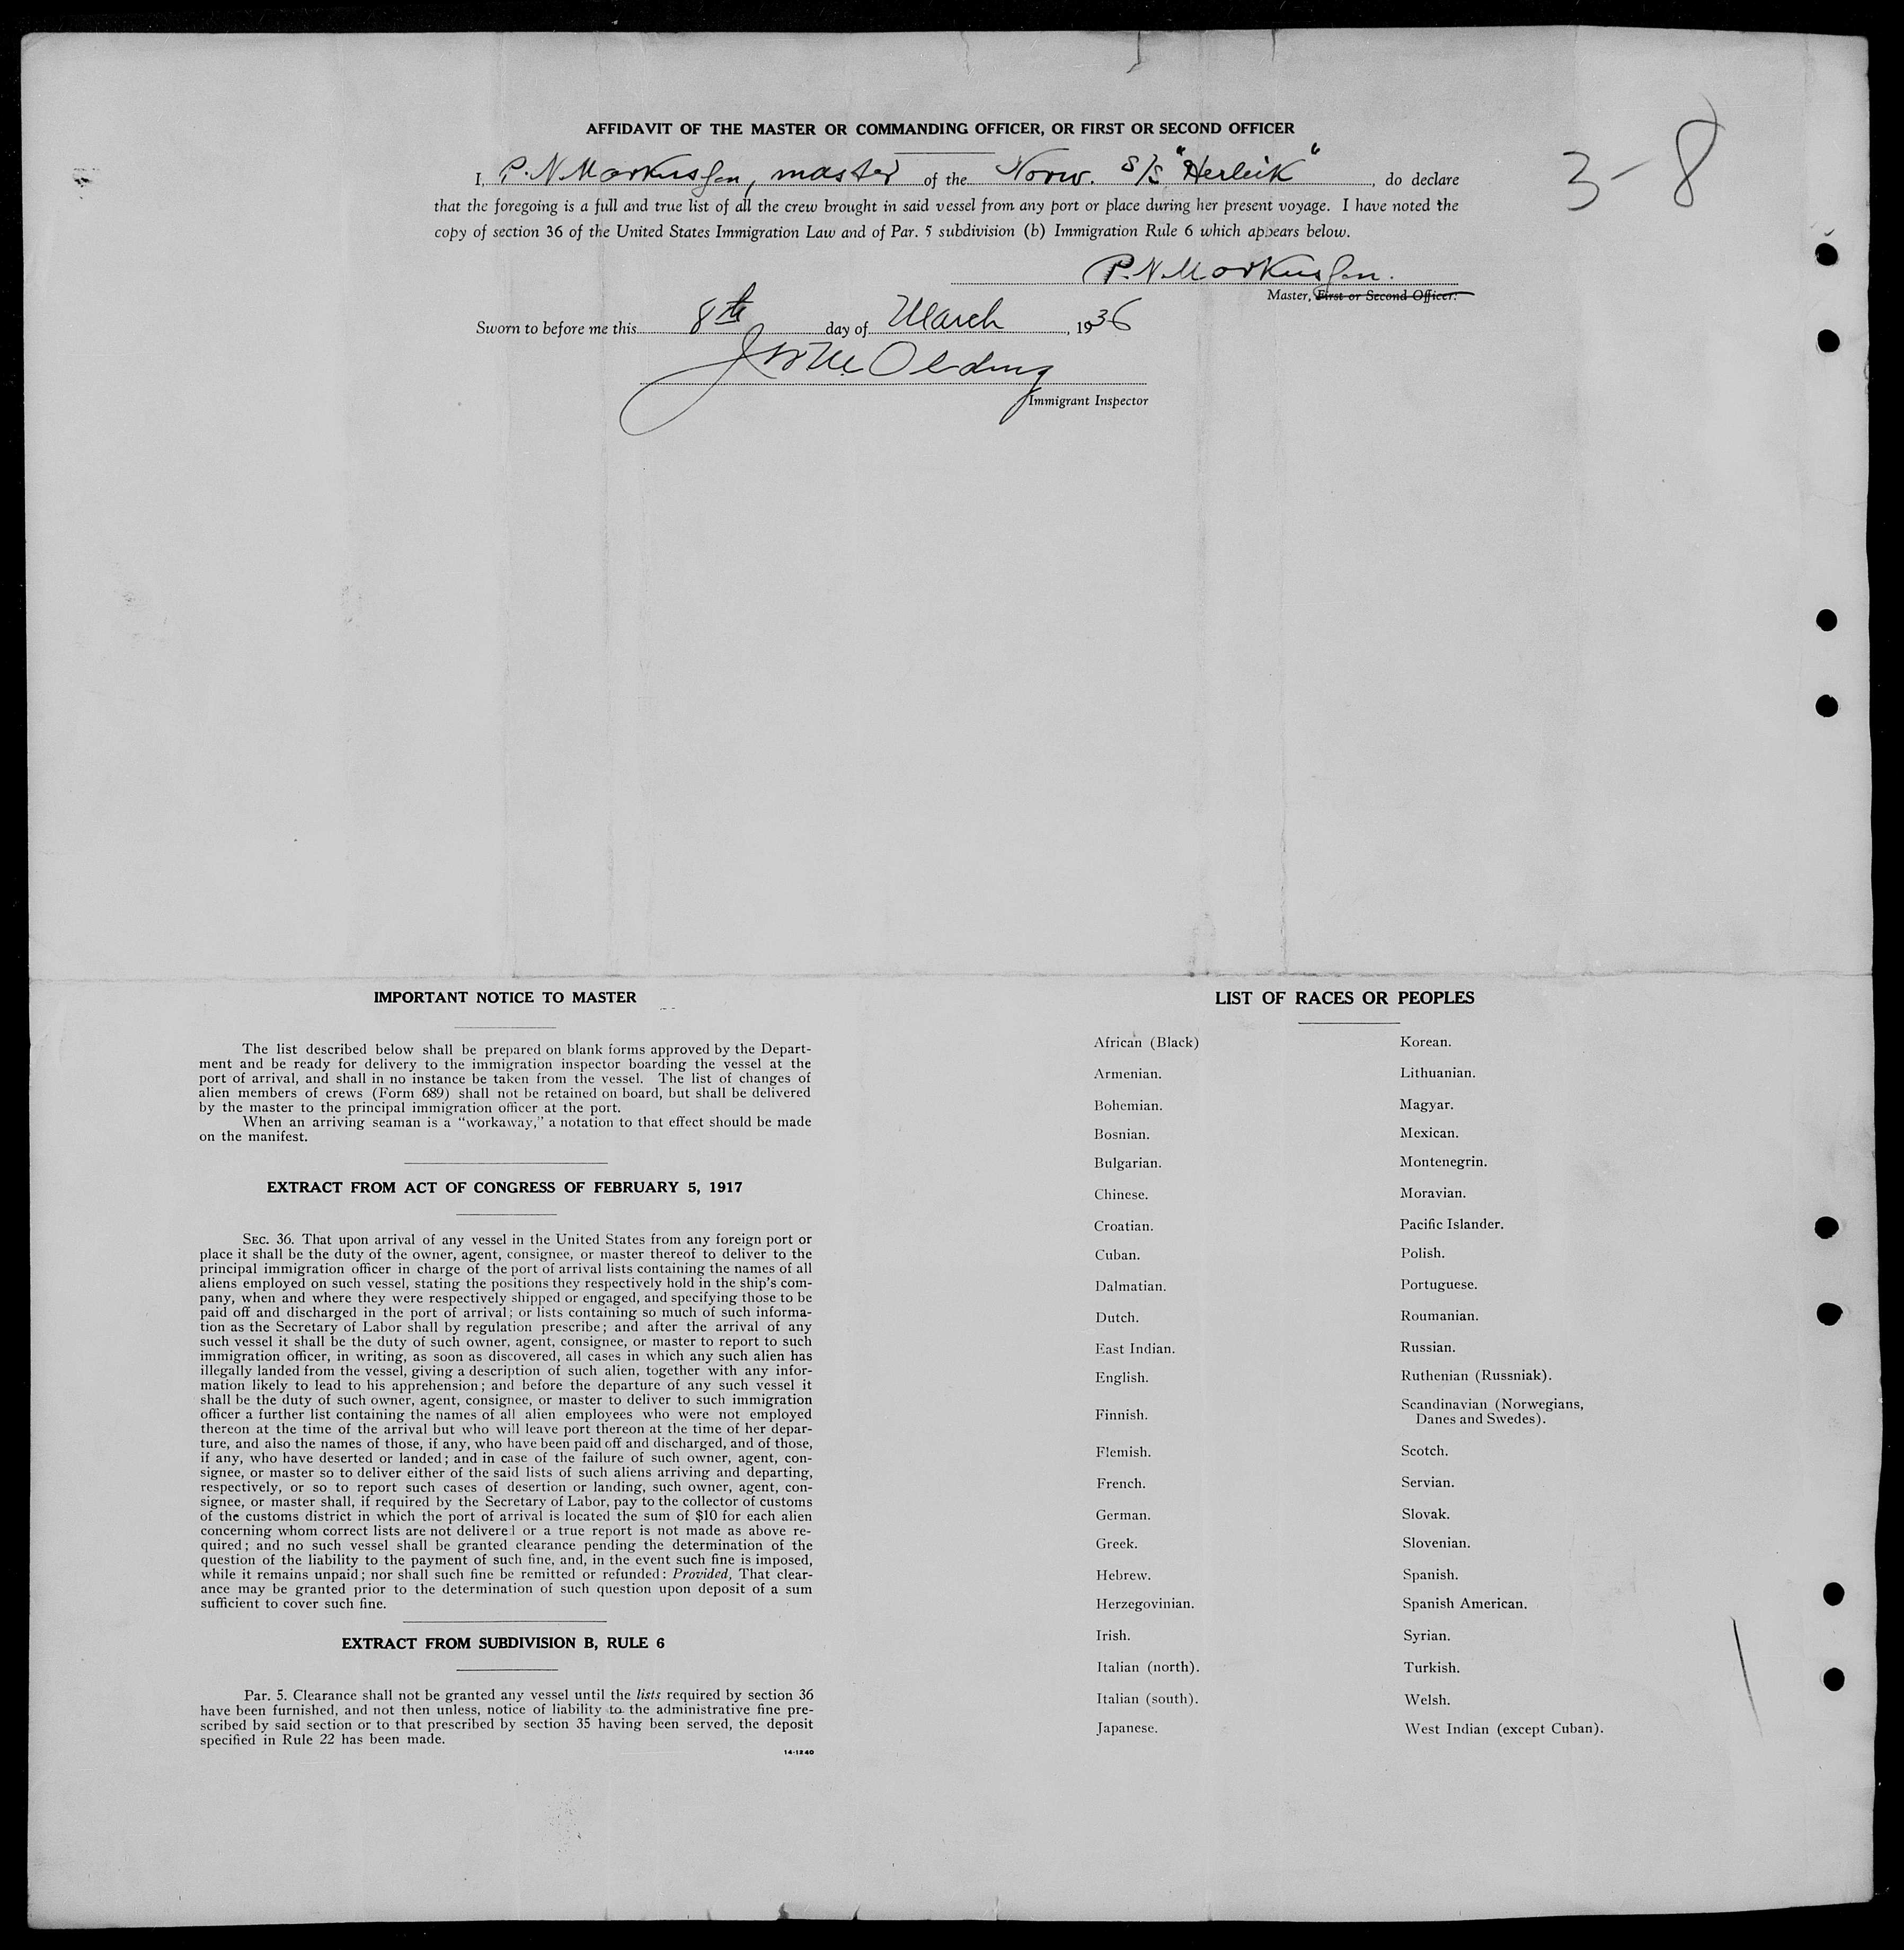 AFFIDAVIT OF THE MASTER OR COMMANDING OFFICER, OR FIRST OR SECOND OFFICER
3-8
I, P. N. Markussen, master of the Norw. S/S "Herleik", do declare
that the foregoing is a full and true list of all the crew brought in said vessel from any port or place during her present voyage. I have noted the
copy of section 36 of the United States Immigration Law and of Par. 5 subdivision (b) Immigration Rule 6 which appears below.
P. N. Markussen.
Master, First or Second Officer.
Sworn to before me this 8th day of March, 1936
Immigrant Inspector
IMPORTANT NOTICE TO MASTER
The list described below shall be prepared on blank forms approved by the Depart-
ment and be ready for delivery to the immigration inspector boarding the vessel at the
port of arrival, and shall in no instance be taken from the vessel. The list of changes of
alien members of crews (Form 689) shall not be retained on board, but shall be delivered
by the master to the principal immigration officer at the port.
When an arriving seaman is a "workaway," a notation to that effect should be made
on the manifest.
EXTRACT FROM ACT OF CONGRESS OF FEBRUARY 5, 1917
SEC. 36. That upon arrival of any vessel in the United States from any foreign port or
place it shall be the duty of the owner, agent, consignee, or master thereof to deliver to the
principal immigration officer in charge of the port of arrival lists containing the names of all
aliens employed on such vessel, stating the positions they respectively hold in the ship's com-
pany, when and where they were respectively shipped or engaged, and specifying those to be
paid off and discharged in the port of arrival; or lists containing so much of such informa-
tion as the Secretary of Labor shall by regulation prescribe; and after the arrival of any
such vessel it shall be the duty of such owner, agent, consignee, or master to report to such
immigration officer, in writing, as soon as discovered, all cases in which any such alien has
illegally landed from the vessel, giving a description of such alien, together with any infor-
mation likely to lead to his apprehension; and before the departure of any such vessel it
shall be the duty of such owner, agent, consignee, or master to deliver to such immigration
officer a further list containing the names of all alien employees who were not employed
thereon at the time of the arrival but who will leave port thereon at the time of her depar-
ture, and also the names of those, if any, who have been paid off and discharged, and of those,
if any, who have deserted or landed; and in case of the failure of such owner, agent, con-
signee, or master so to deliver either of the said lists of such aliens arriving and departing,
respectively, or so to report such cases of desertion or landing, such owner, agent, con-
signee, or master shall, if required by the Secretary of Labor, pay to the collector of customs
of the customs district in which the port of arrival is located the sum of $10 for each alien
concerning whom correct lists are not delivered or a true report is not made as above re-
quired; and no such vessel shall be granted clearance pending the determination of the
question of the liability to the payment of such fine, and, in the event such fine is imposed,
while it remains unpaid; nor shall such fine be remitted or refunded: Provided, That clear-
ance may be granted prior to the determination of such question upon deposit of a sum
sufficient to cover such fine.
EXTRACT FROM SUBDIVISION B, RULE 6
Par. 5. Clearance shall not be granted any vessel until the lists required by section 36
have been furnished, and not then unless, notice of liability to the administrative fine pre-
scribed by said section or to that prescribed by section 35 having been served, the deposit
specified in Rule 22 has been made.
14-1240
LIST OF RACES OR PEOPLES
African (Black)
Armenian.
Bohemian.
Bosnian.
Bulgarian.
Chinese.
Croatian.
Cuban.
Dalmatian.
Dutch.
East Indian.
English.
Finnish.
Flemish.
French.
German.
Greek.
Hebrew.
Herzegovinian.
Irish.
Italian (north).
Italian (south).
Japanese.
Korean.
Lithuanian.
Magyar.
Mexican.
Montenegrin.
Moravian.
Pacific Islander.
Polish.
Portuguese.
Roumanian.
Russian.
Ruthenian (Russniak).
Scandinavian (Norwegians,
Danes and Swedes).
Scotch.
Servian.
Slovak.
Slovenian.
Spanish.
Spanish American.
Syrian.
Turkish.
Welsh.
West Indian (except Cuban).